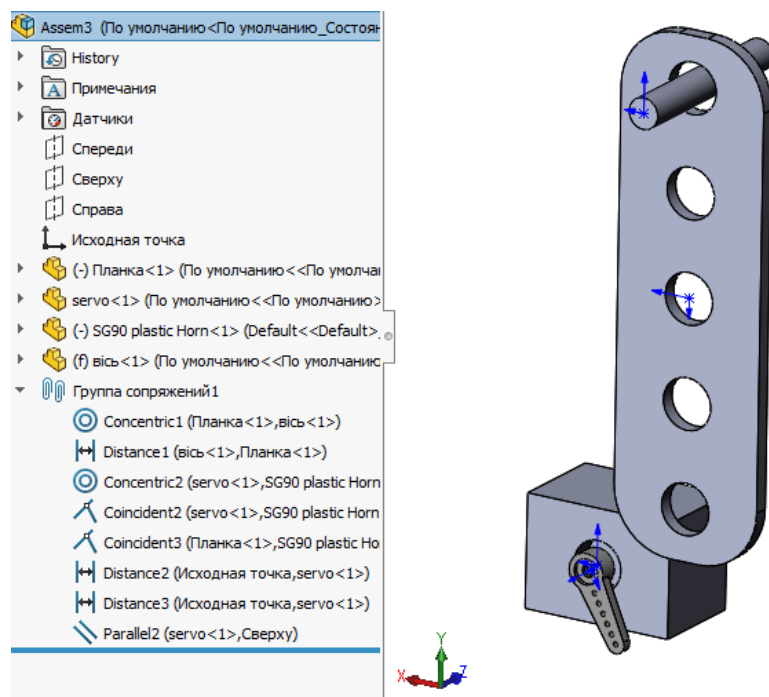 Assem3 (По умолчанию<По умолчанию_Состоян
History
Примечания
Датчики
Спереди
Сверху
Справа
Исходная точка
(-) Планка<1> (По умолчанию<<По умолчан
servo<1> (По умолчанию<<По умолчанию>
(-) SG90 plastic Horn<1> (Default<<Default>_
(f) вісь<1> (По умолчанию<<По умолчанию
Группа сопряжений1
Concentric1 (Планка<1>,вісь<1>)
Distance1 (вісь<1>,Планка<1>)
Concentric2 (servo<1>,SG90 plastic Horn
Coincident2 (servo<1>,SG90 plastic Horn
Coincident3 (Планка<1>,SG90 plastic Ho
Distance2 (Исходная точка,servo<1>)
Distance3 (Исходная точка,servo<1>)
Parallel2 (servo<1>,Сверху)
Y
X
Z